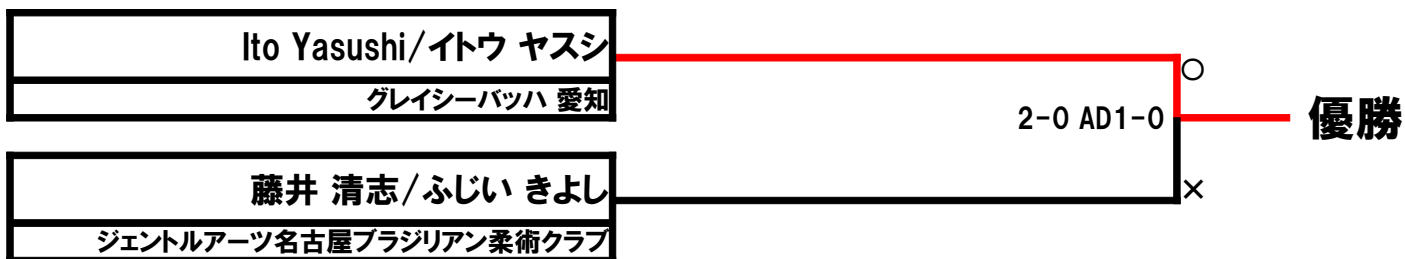 Ito Yasushi/イトウ ヤスシ
グレイシーバッハ 愛知
○
2-0 AD1-0
優勝
藤井 清志/ふじい きよし
×
ジェントルアーツ名古屋ブラジリアン柔術クラブ